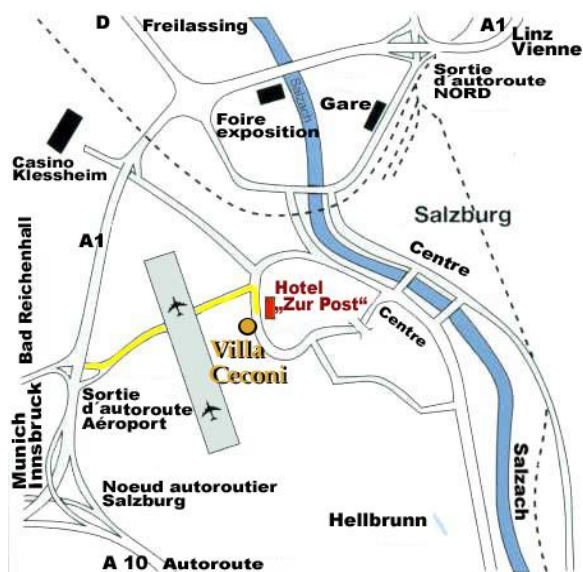 D
Freilassing
A1
Linz
Vienne
Sortie
d'autoroute
NORD
Salzach
Foire
exposition
Gare
Casino
Klessheim
Salzburg
Centre
A1
Bad Reichenhall
Hotel
„Zur Post“
Centre
Villa
Ceconi
Sortie
d´autoroute
Aéroport
Munich
Innsbruck
Noeud autoroutier
Salzburg
Salzach
Hellbrunn
A 10 Autoroute